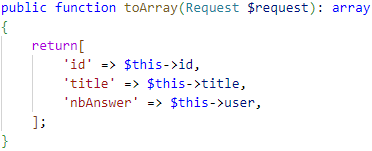 public function toArray(Request $request): array
{
    return[
        'id' => $this->id,
        'title' => $this->title,
        'nbAnswer' => $this->user,
    ];
}